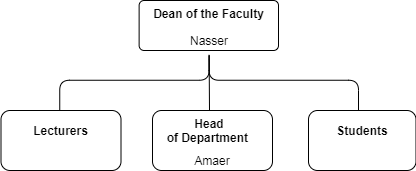 Dean of the Faculty
Nasser
Lecturers
Head
of Department
Amaer
Students